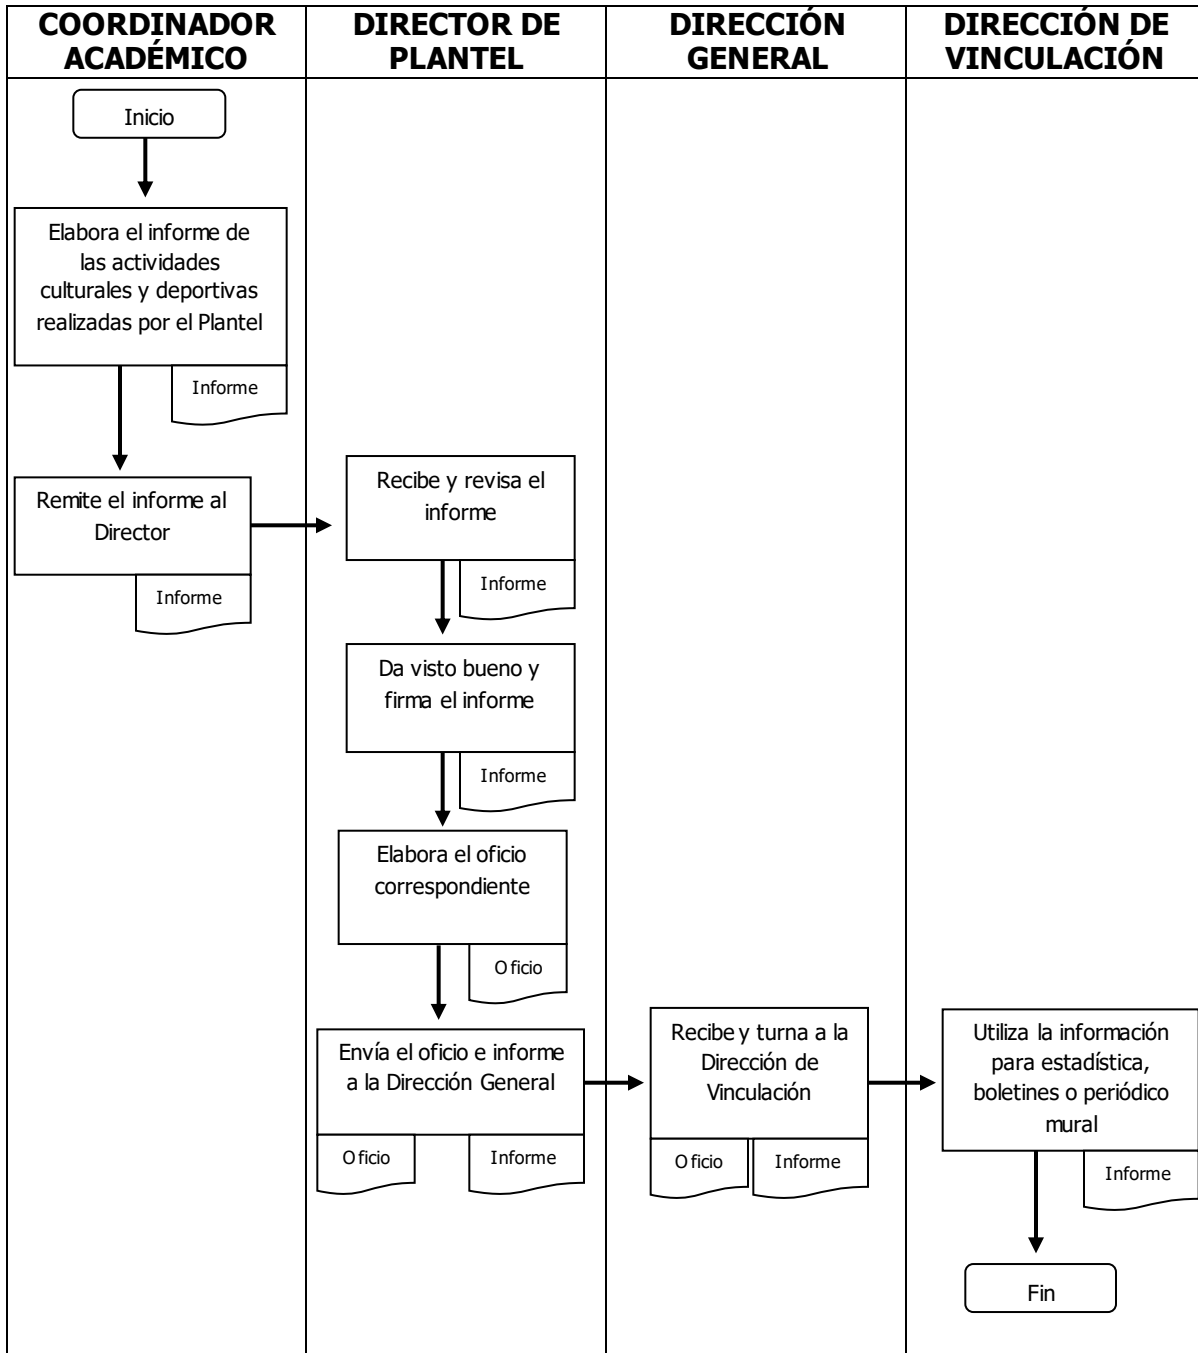 COORDINADOR
ACADÉMICO
DIRECTOR DE
PLANTEL
DIRECCIÓN
GENERAL
DIRECCIÓN DE
VINCULACIÓN
Inicio
Elabora el informe de
las actividades
culturales y deportivas
realizadas por el Plantel
Informe
Remite el informe al
Director
Informe
Recibe y revisa el
informe
Informe
Da visto bueno y
firma el informe
Informe
Elabora el oficio
correspondiente
Oficio
Envía el oficio e informe
a la Dirección General
Oficio
Informe
Recibe y turna a la
Dirección de
Vinculación
Oficio
Informe
Utiliza la información
para estadística,
boletines o periódico
mural
Informe
Fin